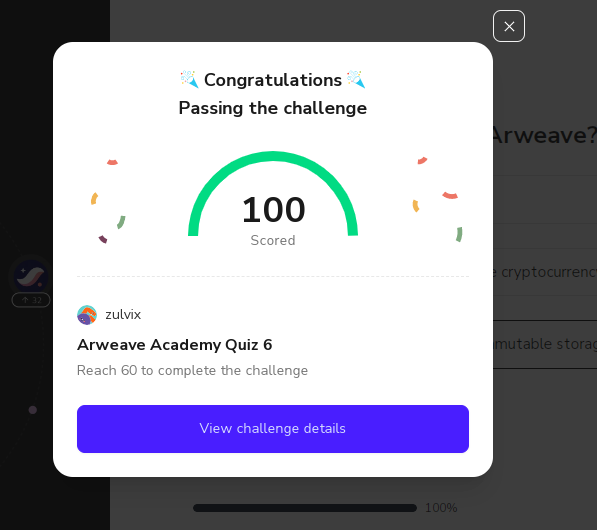 Congratulations
Passing the challenge
100
Scored
zulvix
Arweave Academy Quiz 6
Reach 60 to complete the challenge
View challenge details
Arweave?
cryptocurrenc
mutable storag
32
100%